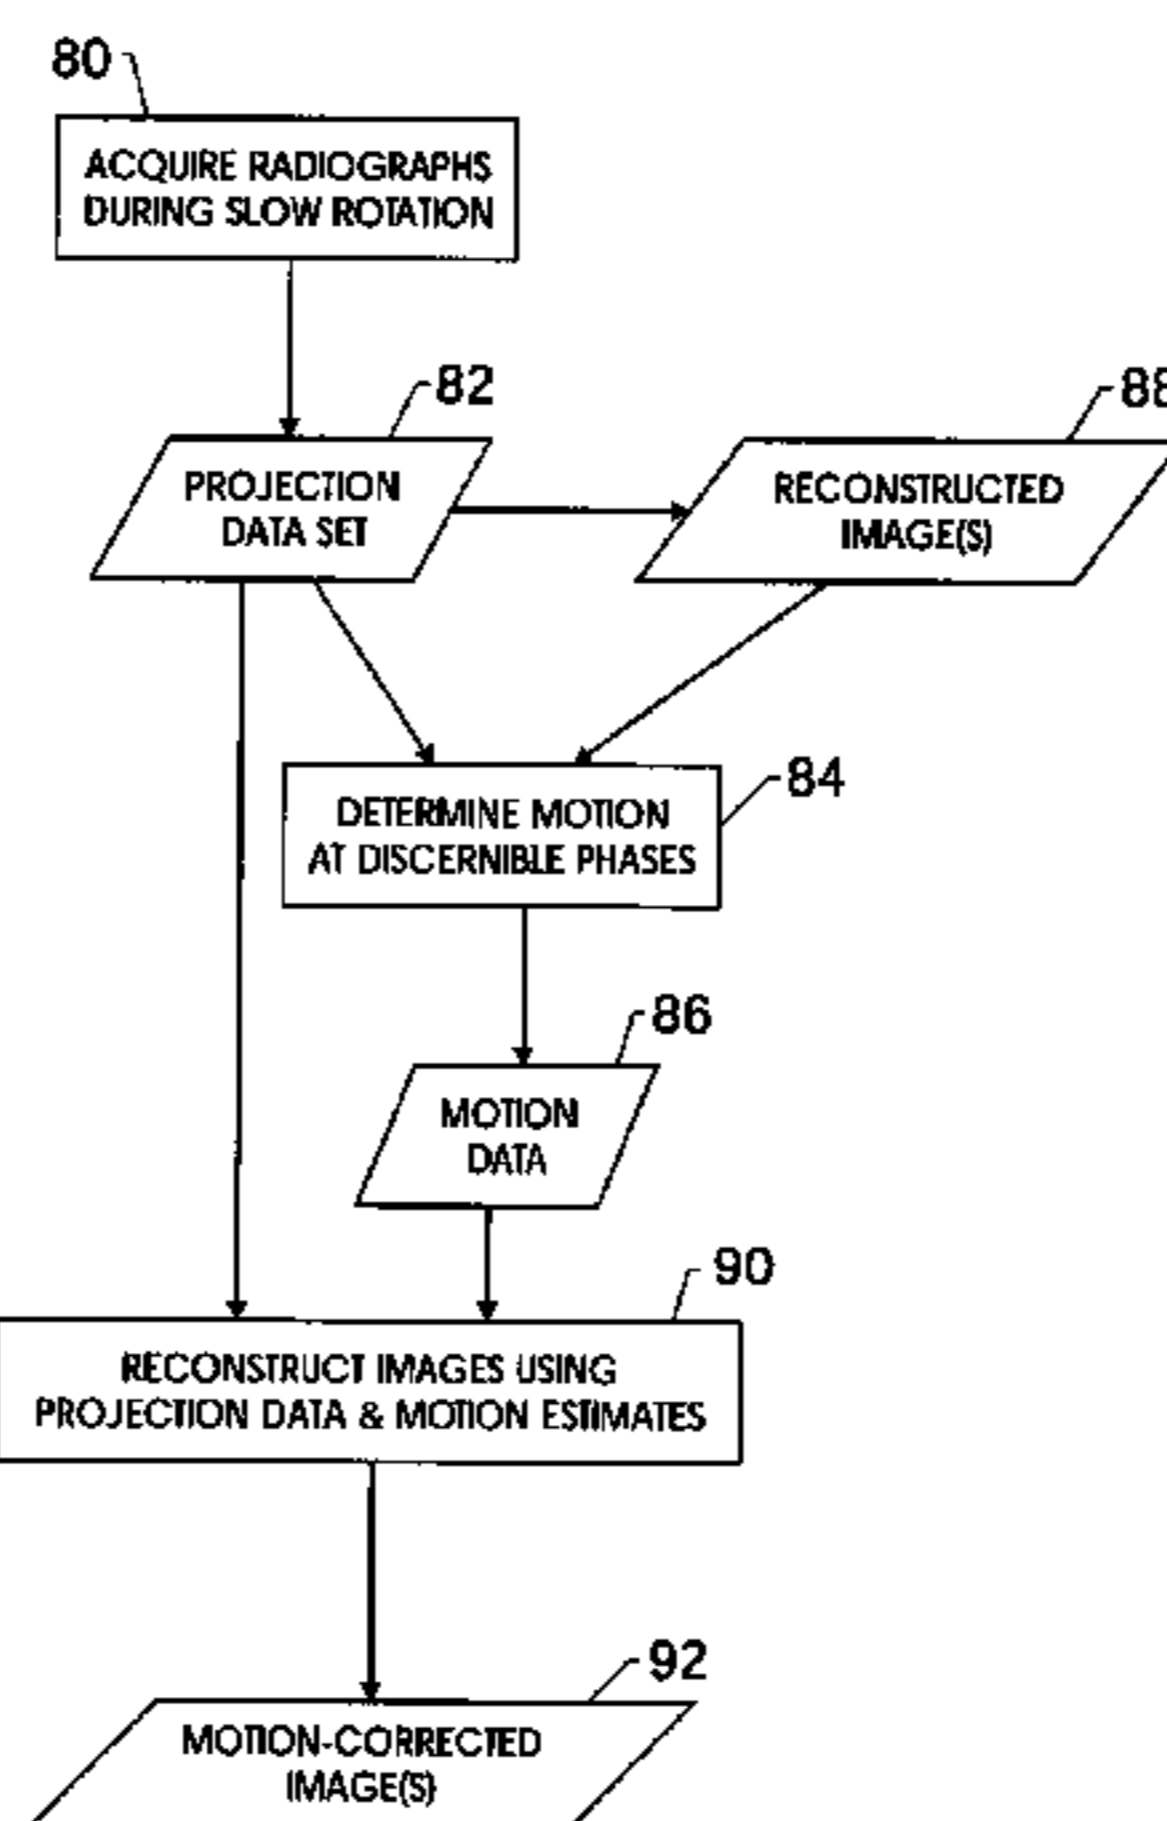 80
ACQUIRE RADIOGRAPHS
DURING SLOW ROTATION
82
PROJECTION
DATA SET
88
RECONSTRUCTED
IMAGE(S)
84
DETERMINE MOTION
AT DISCERNIBLE PHASES
86
MOTION
DATA
90
RECONSTRUCT IMAGES USING
PROJECTION DATA & MOTION ESTIMATES
92
MOTION-CORRECTED
IMAGE(S)